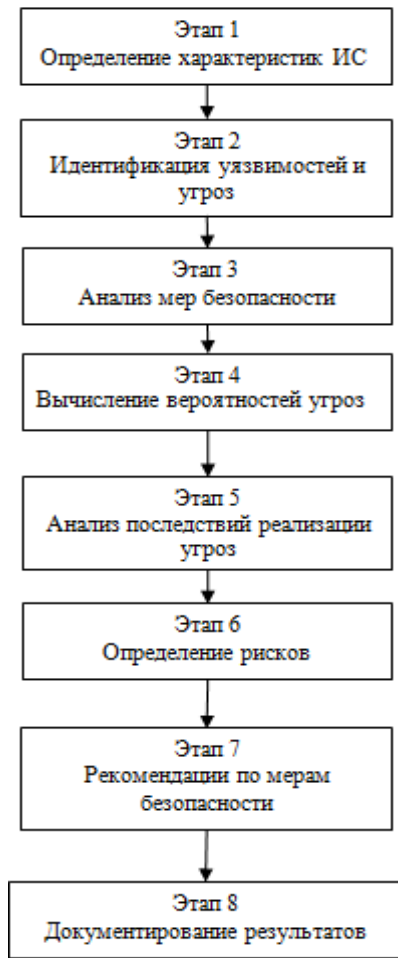 Этап 1
Определение характеристик ИС
Этап 2
Идентификация уязвимостей и
угроз
Этап 3
Анализ мер безопасности
Этап 4
Вычисление вероятностей угроз
Этап 5
Анализ последствий реализации
угроз
Этап 6
Определение рисков
Этап 7
Рекомендации по мерам
безопасности
Этап 8
Документирование результатов